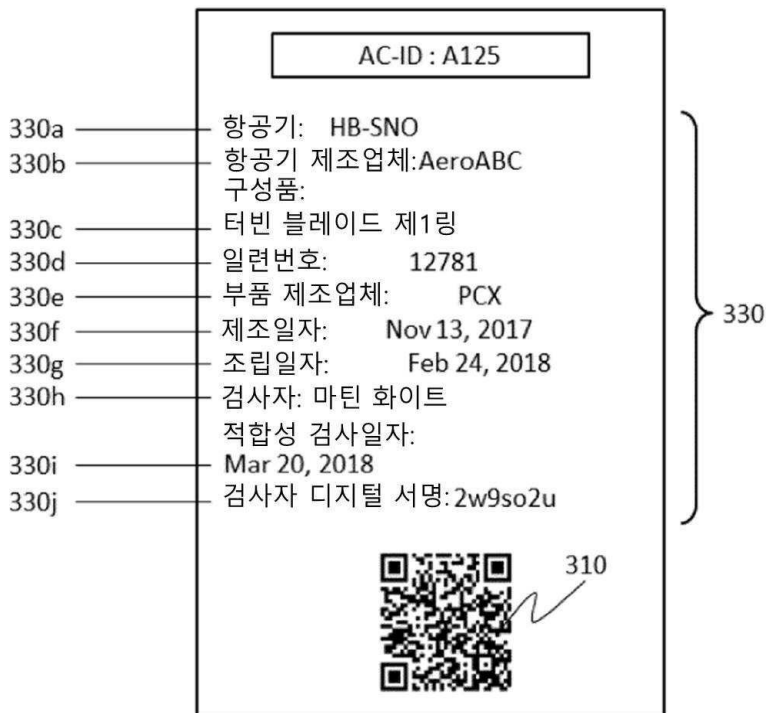 AC-ID : A125
330a 항공기: HB-SNO
330b 항공기 제조업체:AeroABC
구성품:
330c 터빈 블레이드 제1링
330d 일련번호: 12781
330e 부품 제조업체: PCX
330
330f 제조일자: Nov 13, 2017
330g 조립일자: Feb 24, 2018
330h 검사자: 마틴 화이트
적합성 검사일자:
330i Mar 20, 2018
330j 검사자 디지털 서명:2w9so2u
310